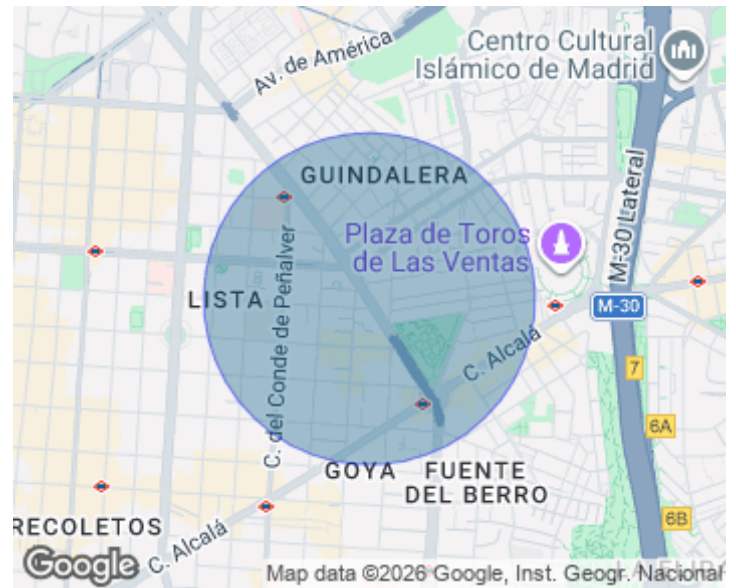 Av. de América
Centro Cultural
Islámico de Madrid
GUINDALERA
M-30 Lateral
Plaza de Toros
de Las Ventas
LISTA
C. del Conde de Peñalver
M-30
C. Alcalá
7
6A
GOYA
FUENTE
DEL BERRO
6B
RECOLETOS
C. Alcalá
Google
Map data ©2026 Google, Inst. Geogr. Nacional